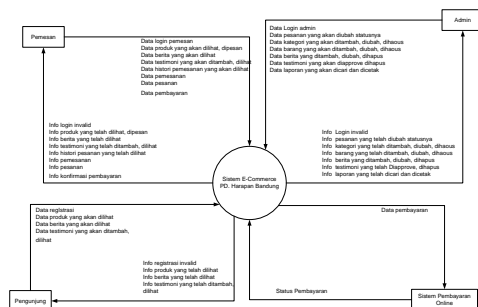 Pemesan
Data login pemesan
Data produk yang akan dilihat, dipesan
Data berita yang akan dilihat
Data testimoni yang akan ditambah, dilihat
Data histori pemesanan yang akan dilihat
Data pemesanan
Data pesanan
Data pembayaran
Data Login admin
Data pesanan yang akan diubah statusnya
Data kategori yang akan ditambah, diubah, dihaous
Data barang yang akan ditambah, diubah, dihaous
Data berita yang akan ditambah, diubah, dihapus
Data testimoni yang akan diapprove dihapus
Data laporan yang akan dicari dan dicetak
Admin
Info login invalid
Info produk yang telah dilihat, dipesan
Info berita yang telah dilihat
Info testimoni yang telah ditambah, dilihat
Info histori pesanan yang telah dilihat
Info pemesanan
Info pesanan
Info konfirmasi pembayaran
Sistem E-Commerce
PD. Harapan Bandung
Info Login invalid
Info pesanan yang telah diubah statunya
Info kategori yang telah ditambah, diubah, dihaous
Info barang yang telah ditambah, diubah, dihaous
Info berita yang ditambah, diubah, dihapus
Info testimoni yang telah Diapprove, dihapus
Info laporan yang telah dicari dan dicetak
Data registrasi
Data produk yang akan dilihat
Data berita yang akan dilihat
Data testimoni yang akan ditambah,
dilihat
Info registrasi invalid
Info produk yang telah dilihat
Info berita yang telah dilihat
Info testimoni yang telah ditambah,
dilihat
Pengunjung
Data pembayaran
Status Pembayaran
Sistem Pembayaran
Online